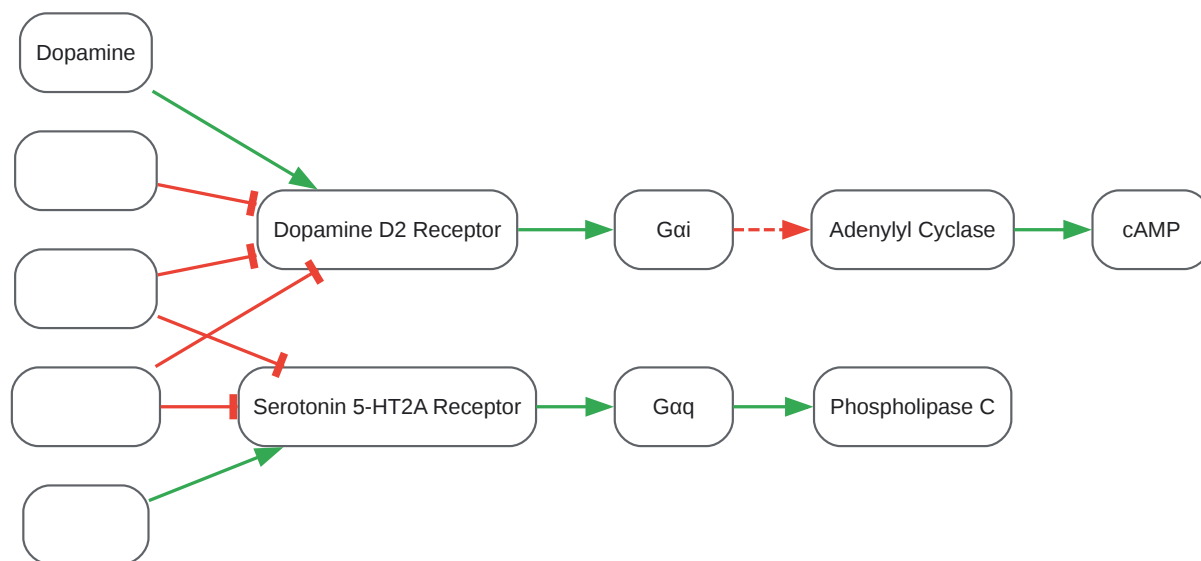 Dopamine
Dopamine D2 Receptor
Gαi
Adenylyl Cyclase
cAMP
Serotonin 5-HT2A Receptor
Gαq
Phospholipase C